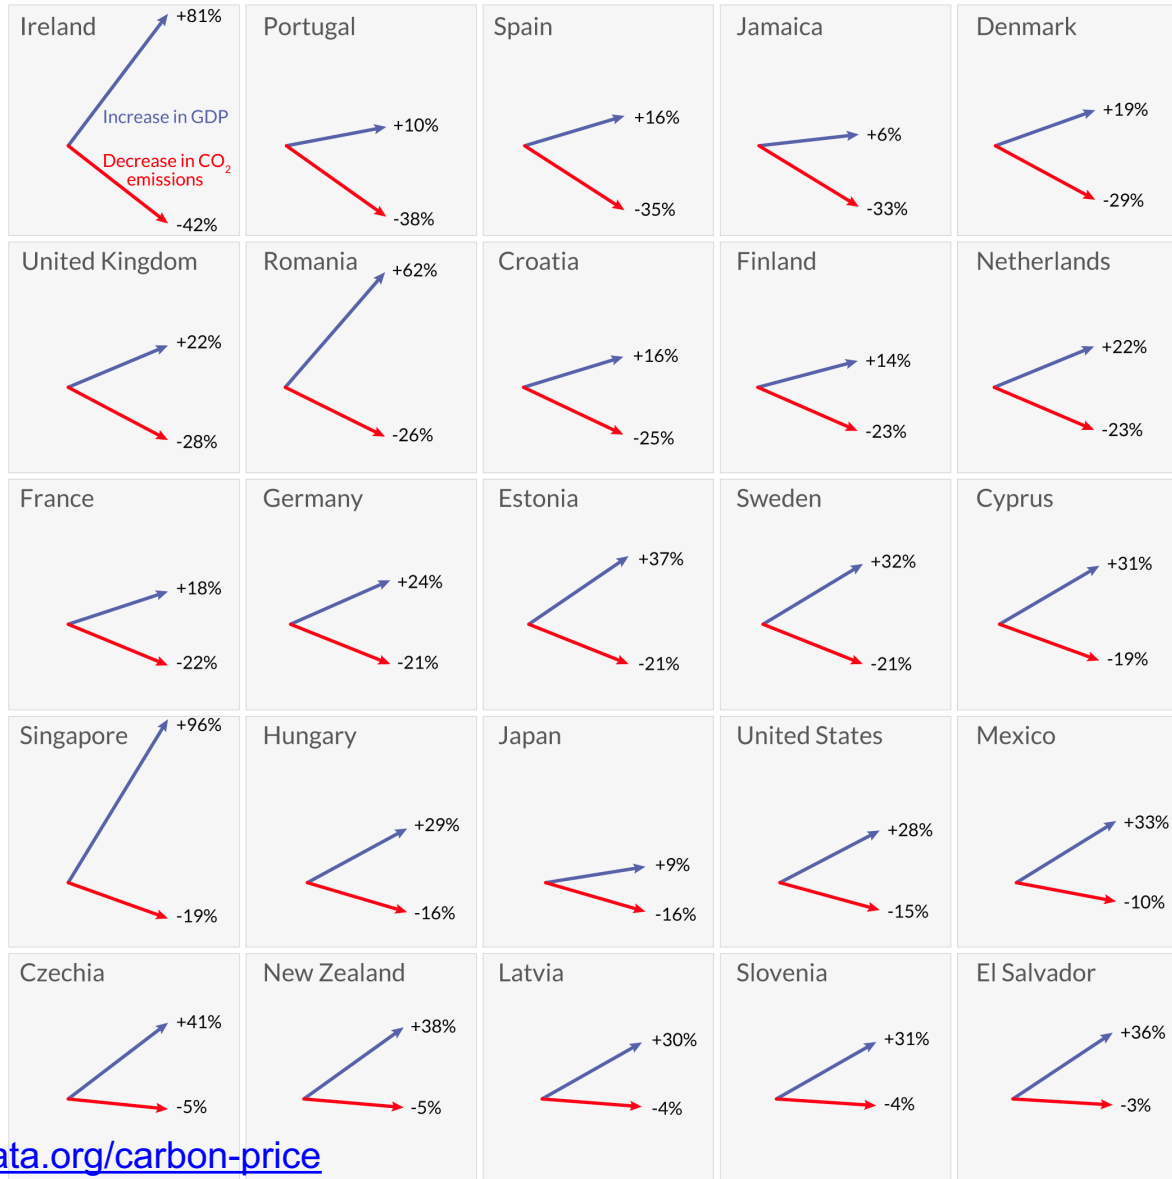 Ireland
+81%
Increase in GDP
Decrease in CO2
emissions
-42%
Portugal
+10%
-38%
Spain
+16%
-35%
Jamaica
+6%
-33%
Denmark
+19%
-29%
United Kingdom
+22%
-28%
Romania
+62%
-26%
Croatia
+16%
-25%
Finland
+14%
-23%
Netherlands
+22%
-23%
France
+18%
-22%
Germany
+24%
-21%
Estonia
+37%
-21%
Sweden
+32%
-21%
Cyprus
+31%
-19%
Singapore
+96%
-19%
Hungary
+29%
-16%
Japan
+9%
-16%
United States
+28%
-15%
Mexico
+33%
-10%
Czechia
+41%
-5%
New Zealand
+38%
-5%
Latvia
+30%
-4%
Slovenia
+31%
-4%
El Salvador
+36%
-3%
ata.org/carbon-price